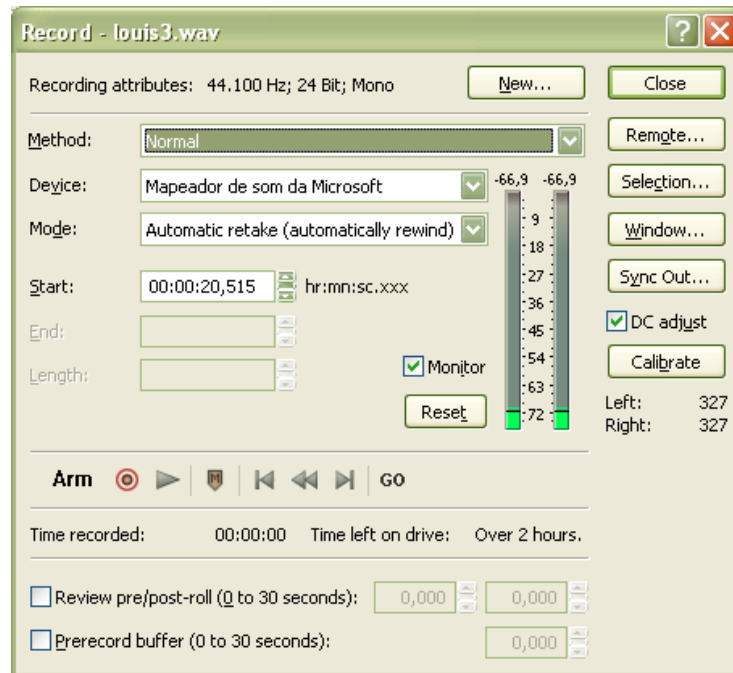 Record - louis3.wav
Recording attributes: 44.100 Hz; 24 Bit; Mono New... Close
Method: Normal Remote...
Device: Mapeador de som da Microsoft -66,9 -66,9 Selection...
Mode: Automatic retake (automatically rewind) 9 Window...
18
Start: 00:00:20,515 hr:mn:sc.xxx 27 Sync Out...
36
End: 45 DC adjust
Length: Monitor 54 Calibrate
63
Reset 72 Left: 327
Right: 327
Arm M GO
Time recorded: 00:00:00 Time left on drive: Over 2 hours.
Review pre/post-roll (0 to 30 seconds): 0,000 0,000
Prerecord buffer (0 to 30 seconds): 0,000